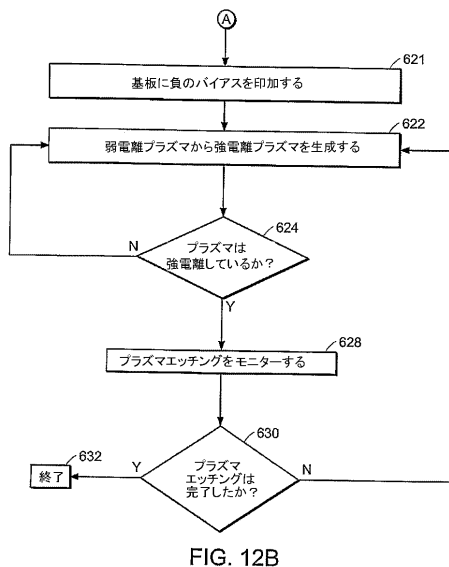 A
621
基板に負のバイアスを印加する
622
弱電離プラズマから強電離プラズマを生成する
624
プラズマは
強電離しているか？
N
Y
628
プラズマエッチングをモニターする
630
プラズマ
エッチングは
完了したか？
Y
N
632
終了
FIG. 12B